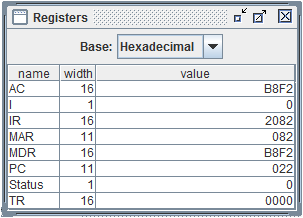 Registers
Base: Hexadecimal
name width value
AC 16 B8F2
I 1 0
IR 16 2082
MAR 11 082
MDR 16 B8F2
PC 11 022
Status 1 0
TR 16 0000